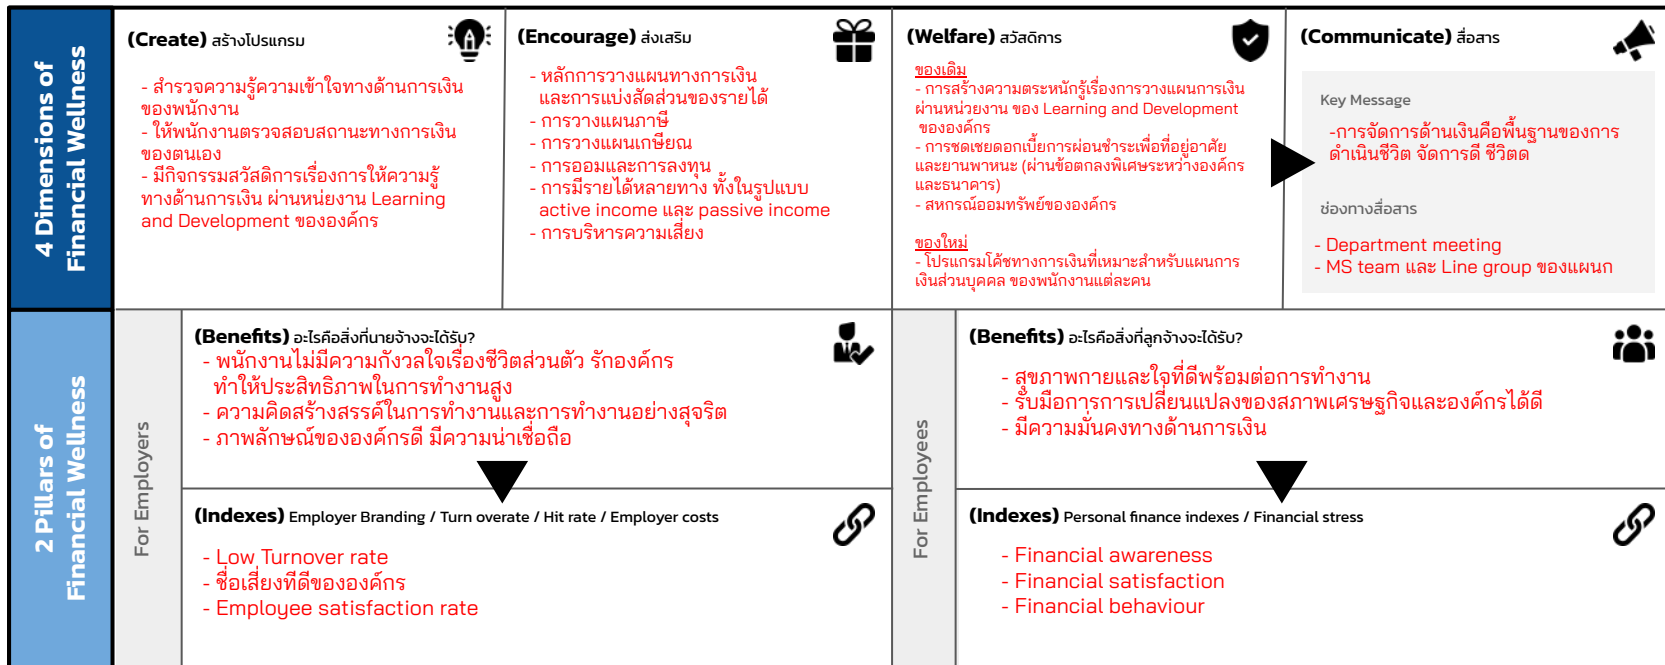 4 Dimensions of
Financial Wellness
(Create) สร้างโปรแกรม
- สำรวจความรู้ความเข้าใจทางด้านการเงิน
ของพนักงาน
- ให้พนักงานตรวจสอบสถานะทางการเงิน
ของตนเอง
- มีกิจกรรมสวัสดิการเรื่องการให้ความรู้
ทางด้านการเงิน ผ่านหน่ยงาน Learning
and Development ขององค์กร
(Encourage) ส่งเสริม
- หลักการวางแผนทางการเงิน
และการแบ่งสัดส่วนของรายได้
- การวางแผนภาษี
- การวางแผนเกษียณ
- การออมและการลงทุน
- การมีรายได้หลายทาง ทั้งในรูปแบบ
active income และ passive income
- การบริหารความเสี่ยง
(Welfare) สวัสดิการ
ของเดิม
- การสร้างความตระหนักรู้เรื่องการวางแผนการเงิน
ผ่านหน่วยงาน ของ Learning and Development
ขององค์กร
- การชดเชยดอกเบี้ยการผ่อนชำระเพื่อที่อยู่อาศัย
และยานพาหนะ (ผ่านข้อตกลงพิเศษระหว่างองค์กร
และธนาคาร)
- สหกรณ์ออมทรัพย์ขององค์กร
ของใหม่
- โปรแกรมโค้ชทางการเงินที่เหมาะสำหรับแผนการ
เงินส่วนบุคคล ของพนักงานแต่ละคน
(Communicate) สื่อสาร
Key Message
-การจัดการด้านเงินคือพื้นฐานของการ
ดำเนินชีวิต จัดการดี ชีวิตด
ช่องทางสื่อสาร
- Department meeting
- MS team และ Line group ของแผนก
2 Pillars of
Financial Wellness
For Employers
(Benefits) อะไรคือสิ่งที่นายจ้างจะได้รับ?
- พนักงานไม่มีความกังวลใจเรื่องชีวิตส่วนตัว รักองค์กร
ทำให้ประสิทธิภาพในการทำงานสูง
- ความคิดสร้างสรรค์ในการทำงานและการทำงานอย่างสุจริต
- ภาพลักษณ์ขององค์กรดี มีความน่าเชื่อถือ
(Indexes) Employer Branding / Turn overate / Hit rate / Employer costs
- Low Turnover rate
- ชื่อเสี่ยงทีดีขององค์กร
- Employee satisfaction rate
For Employees
(Benefits) อะไรคือสิ่งที่ลูกจ้างจะได้รับ?
- สุขภาพกายและใจที่ดีพร้อมต่อการทำงาน
- รับมือการการเปลี่ยนแปลงของสภาพเศรษฐกิจและองค์กรได้ดี
- มีความมั่นคงทางด้านการเงิน
(Indexes) Personal finance indexes / Financial stress
- Financial awareness
- Financial satisfaction
- Financial behaviour